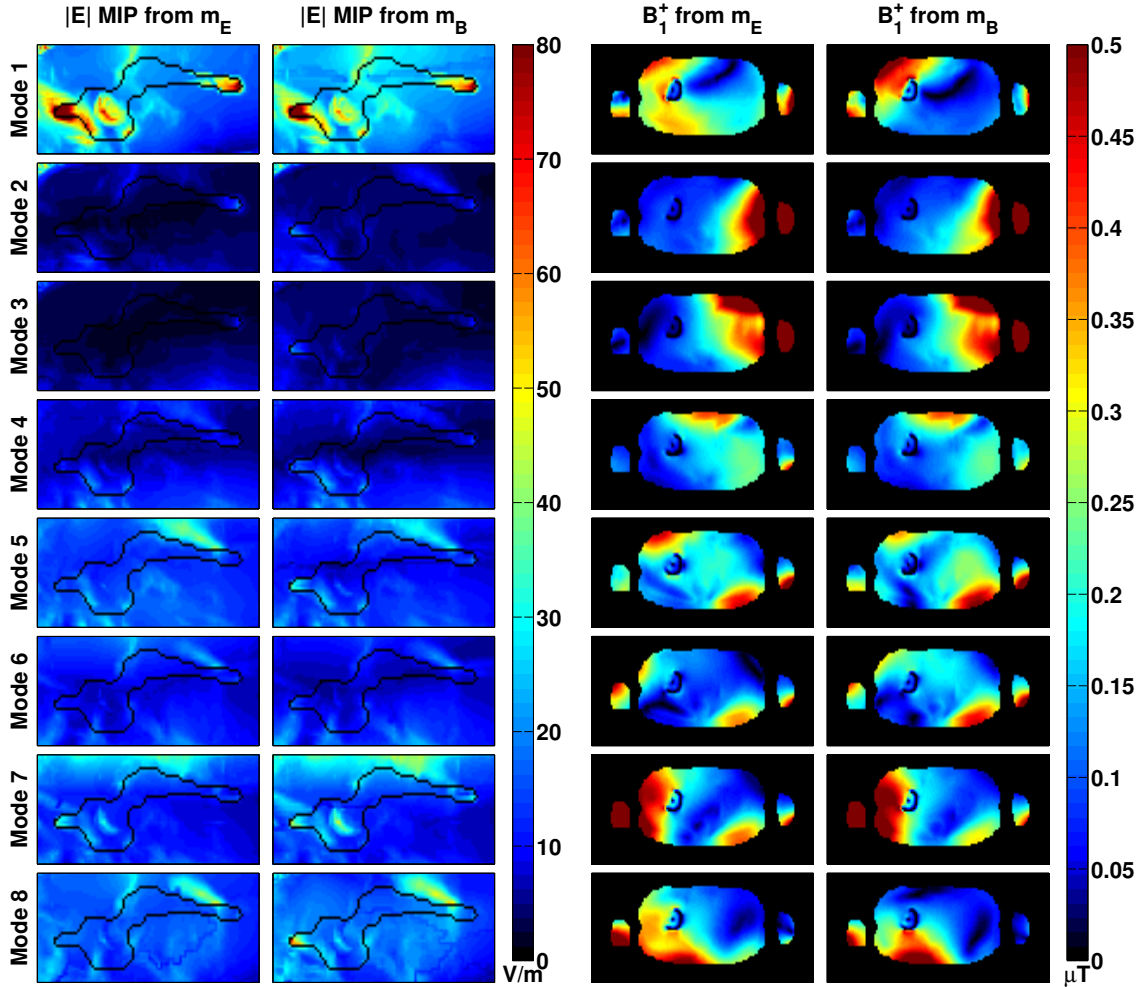 |E| MIP from m_E |E| MIP from m_B B_1^+ from m_E B_1^+ from m_B
Mode 1
Mode 2
Mode 3
Mode 4
Mode 5
Mode 6
Mode 7
Mode 8
80
70
60
50
40
30
20
10
0
V/m
0.5
0.45
0.4
0.35
0.3
0.25
0.2
0.15
0.1
0.05
0
μT